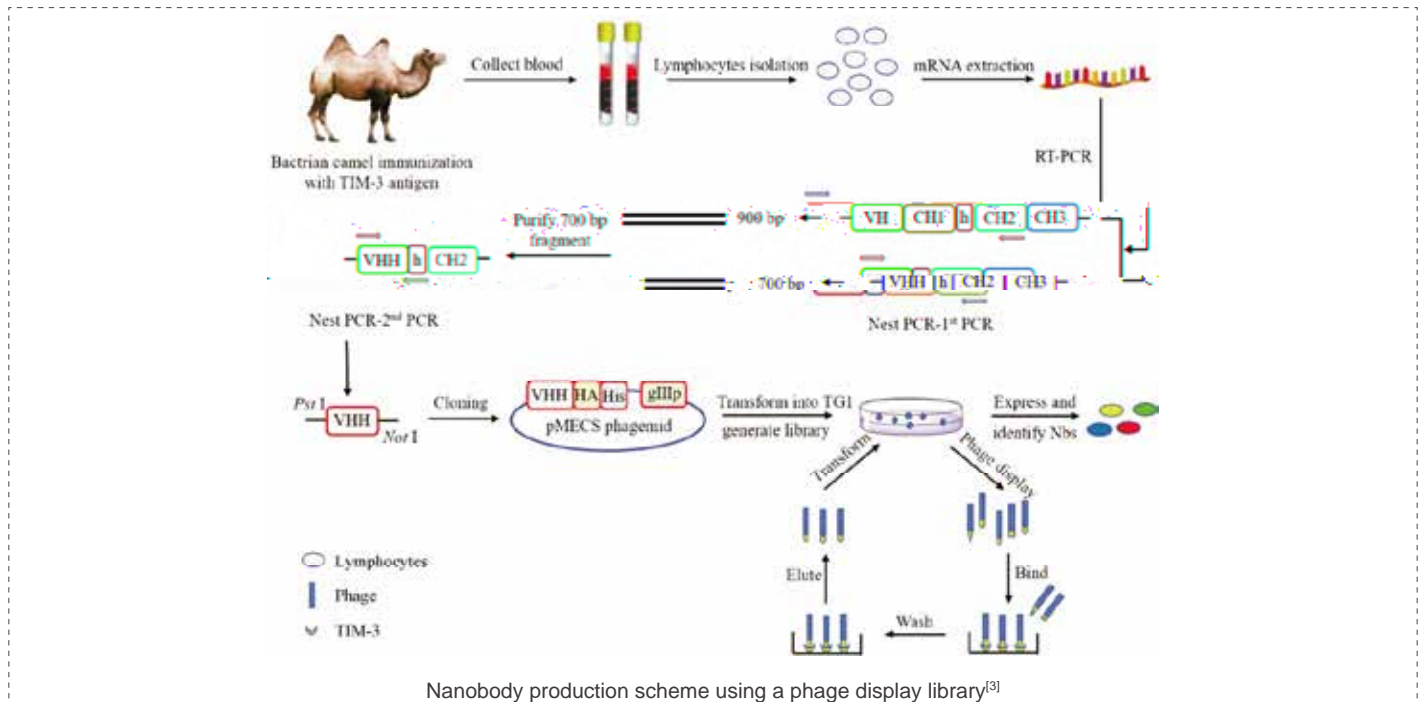 Collect blood
Lymphocytes isolation
mRNA extraction
Bactrian camel immunization
with TIM-3 antigen
RT-PCR
Purify 700 bp
fragment
900 bp
VH CH1 h CH2 CH3
VHH h CH2
700 bp
VHH h CH2 CH3
Nest PCR-2nd PCR
Nest PCR-1st PCR
Pst I
VHH
Not I
Cloning
VHH HA His gIIIp
pMECS phagemid
Transform into TG1
generate library
Express and
identify Nbs
Transform
Phage display
Lymphocytes
Phage
TIM-3
Elute
Bind
Wash
Nanobody production scheme using a phage display library[3]